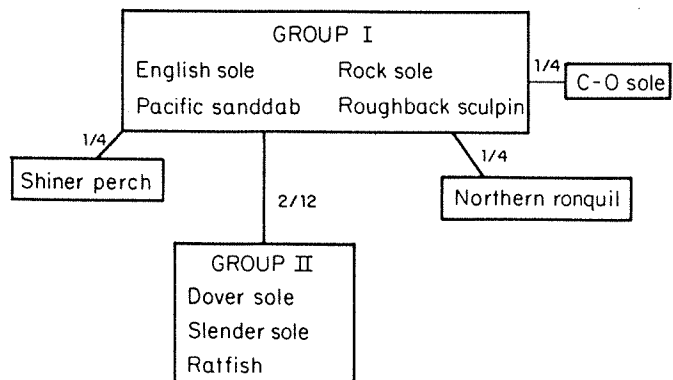 GROUP I
English sole Rock sole
Pacific sanddab Roughback sculpin
1/4
C-O sole
1/4
Shiner perch
2/12
1/4
Northern ronquil
GROUP II
Dover sole
Slender sole
Ratfish